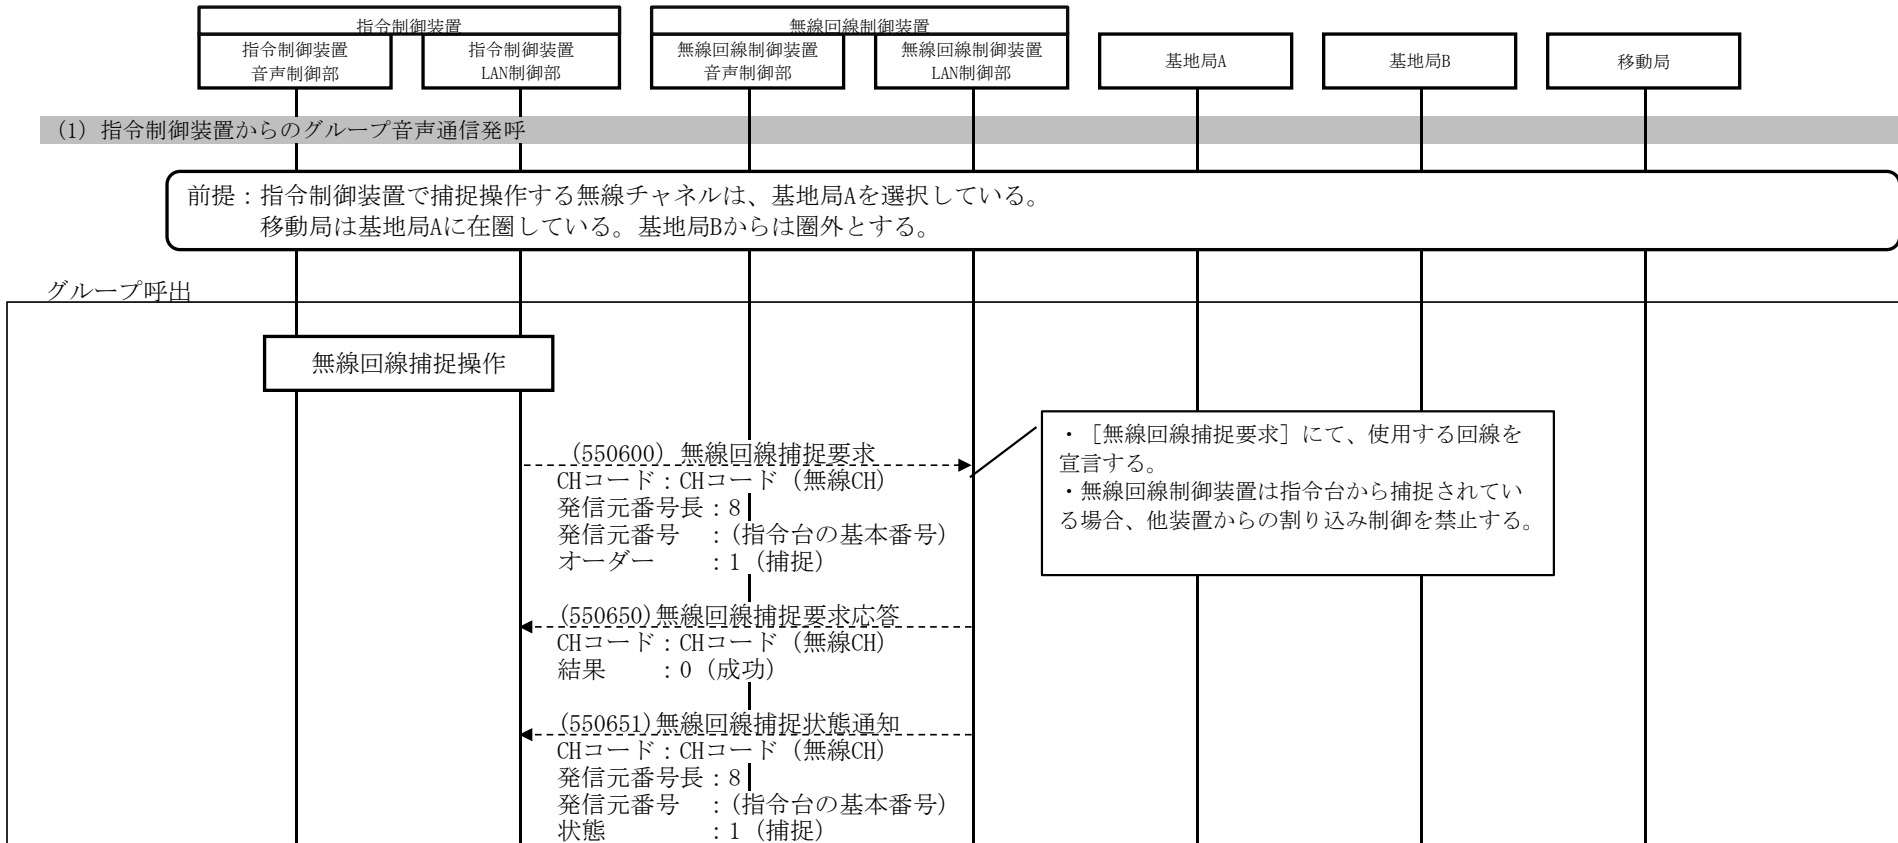 指令制御装置
無線回線制御装置
指令制御装置
音声制御部
指令制御装置
LAN制御部
無線回線制御装置
音声制御部
無線回線制御装置
LAN制御部
基地局A
基地局B
移動局
(1) 指令制御装置からのグループ音声通信発呼
前提：指令制御装置で捕捉操作する無線チャネルは、基地局Aを選択している。
移動局は基地局Aに在圏している。基地局Bからは圏外とする。
グループ呼出
無線回線捕捉操作
(550600) 無線回線捕捉要求
CHコード：CHコード (無線CH)
発信元番号長：8
発信元番号　：(指令台の基本番号)
オーダー　　：1 (捕捉)
・［無線回線捕捉要求］にて、使用する回線を
宣言する。
・無線回線制御装置は指令台から捕捉されてい
る場合、他装置からの割り込み制御を禁止する。
(550650)無線回線捕捉要求応答
CHコード：CHコード (無線CH)
結果　　：0 (成功)
(550651)無線回線捕捉状態通知
CHコード：CHコード (無線CH)
発信元番号長：8
発信元番号　：(指令台の基本番号)
状態　　　　：1 (捕捉)